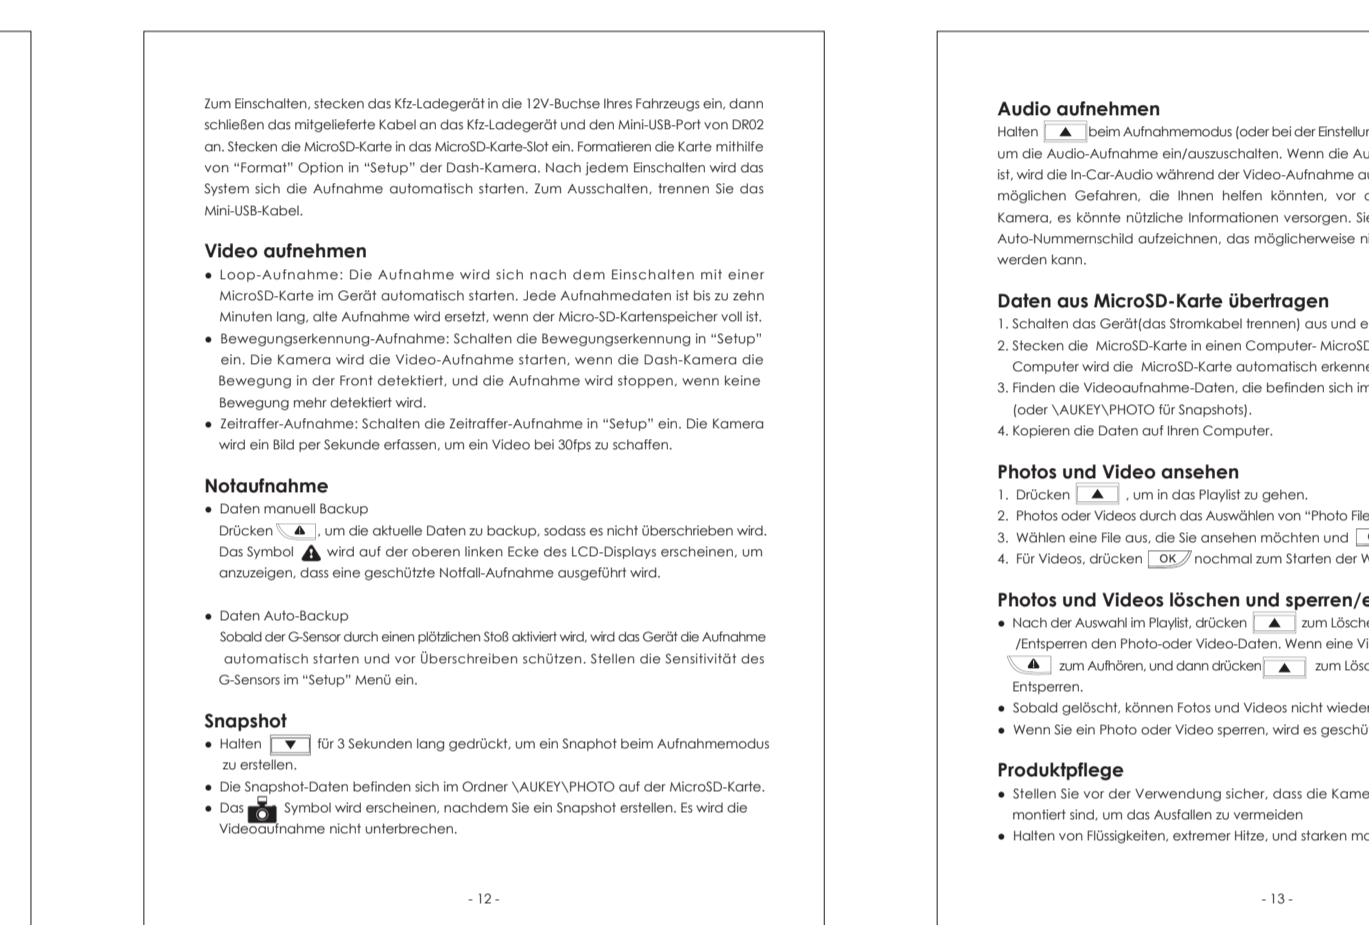 Zum Einschalten, stecken das Kfz-Ladegerät in die 12V-Buchse Ihres Fahrzeugs ein, dann
schließen das mitgelieferte Kabel an das Kfz-Ladegerät und den Mini-USB-Port von DR02
an. Stecken die MicroSD-Karte in das MicroSD-Karte-Slot ein. Formatieren die Karte mithilfe
von “Format” Option in “Setup” der Dash-Kamera. Nach jedem Einschalten wird das
System sich die Aufnahme automatisch starten. Zum Ausschalten, trennen Sie das
Mini-USB-Kabel.
Video aufnehmen
● Loop-Aufnahme: Die Aufnahme wird sich nach dem Einschalten mit einer
MicroSD-Karte im Gerät automatisch starten. Jede Aufnahmedaten ist bis zu zehn
Minuten lang, alte Aufnahme wird ersetzt, wenn der Micro-SD-Kartenspeicher voll ist.
● Bewegungserkennung-Aufnahme: Schalten die Bewegungserkennung in “Setup”
ein. Die Kamera wird die Video-Aufnahme starten, wenn die Dash-Kamera die
Bewegung in der Front detektiert, und die Aufnahme wird stoppen, wenn keine
Bewegung mehr detektiert wird.
● Zeitraffer-Aufnahme: Schalten die Zeitraffer-Aufnahme in “Setup” ein. Die Kamera
wird ein Bild per Sekunde erfassen, um ein Video bei 30fps zu schaffen.
Notaufnahme
● Daten manuell Backup
Drücken , um die aktuelle Daten zu backup, sodass es nicht überschrieben wird.
Das Symbol wird auf der oberen linken Ecke des LCD-Displays erscheinen, um
anzuzeigen, dass eine geschützte Notfall-Aufnahme ausgeführt wird.
● Daten Auto-Backup
Sobald der G-Sensor durch einen plötzlichen Stoß aktiviert wird, wird das Gerät die Aufnahme
automatisch starten und vor Überschreiben schützen. Stellen die Sensitivität des
G-Sensors im “Setup” Menü ein.
Snapshot
● Halten ▼ für 3 Sekunden lang gedrückt, um ein Snaphot beim Aufnahmemodus
zu erstellen.
● Die Snapshot-Daten befinden sich im Ordner \AUKEY\PHOTO auf der MicroSD-Karte.
● Das Symbol wird erscheinen, nachdem Sie ein Snapshot erstellen. Es wird die
Videoaufnahme nicht unterbrechen.
- 12 -
Audio aufnehmen
Halten ▲ beim Aufnahmemodus (oder bei der Einstellu
um die Audio-Aufnahme ein/auszuschalten. Wenn die Au
ist, wird die In-Car-Audio während der Video-Aufnahme a
möglichen Gefahren, die Ihnen helfen könnten, vor
Kamera, es könnte nützliche Informationen versorgen. Sie
Auto-Nummernschild aufzeichnen, das möglicherweise ni
werden kann.
Daten aus MicroSD-Karte übertragen
1. Schalten das Gerät(das Stromkabel trennen) aus und e
2. Stecken die MicroSD-Karte in einen Computer- MicroSD
Computer wird die MicroSD-Karte automatisch erkenne
3. Finden die Videoaufnahme-Daten, die befinden sich im
(oder \AUKEY\PHOTO für Snapshots).
4. Kopieren die Daten auf Ihren Computer.
Photos und Video ansehen
1. Drücken ▲ , um in das Playlist zu gehen.
2. Photos oder Videos durch das Auswählen von “Photo File
3. Wählen eine File aus, die Sie ansehen möchten und
4. Für Videos, drücken OK nochmal zum Starten der W
Photos und Videos löschen und sperren/e
● Nach der Auswahl im Playlist, drücken ▲ zum Lösche
/Entsperren den Photo-oder Video-Daten. Wenn eine Vi
zum Aufhören, und dann drücken ▲ zum Lösc
Entsperren.
● Sobald gelöscht, können Fotos und Videos nicht wieder
● Wenn Sie ein Photo oder Video sperren, wird es geschü
Produktpflege
● Stellen Sie vor der Verwendung sicher, dass die Kame
montiert sind, um das Ausfallen zu vermeiden
● Halten von Flüssigkeiten, extremer Hitze, und starken ma
- 13 -